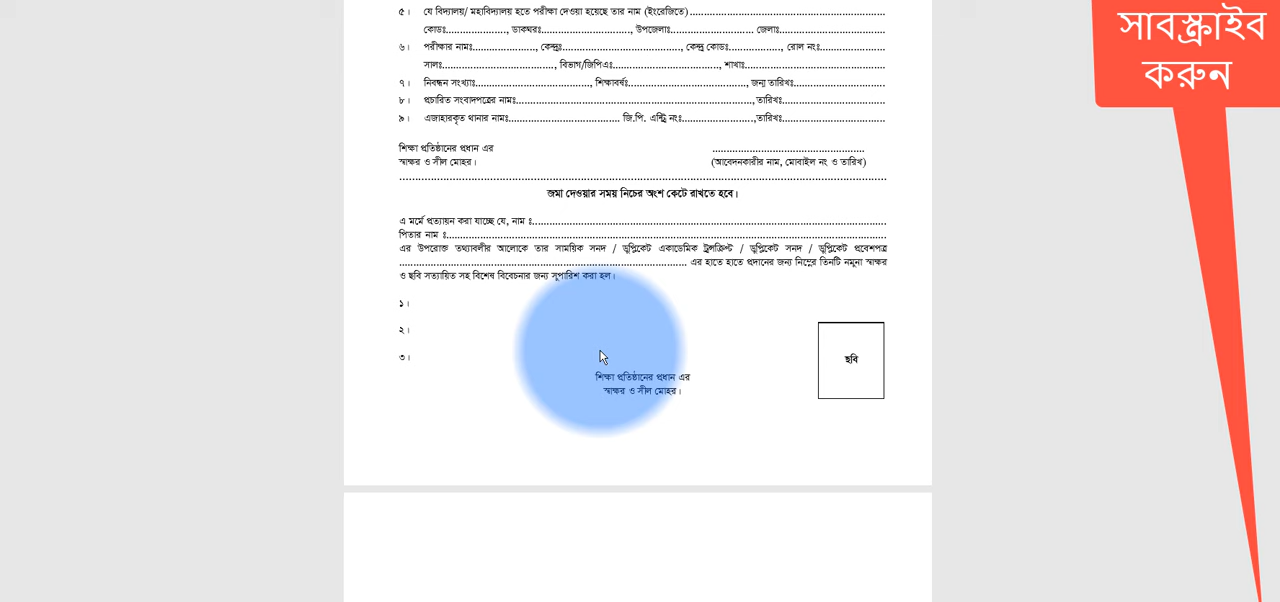 ৫। যে বিদ্যালয়/ মহাবিদ্যালয় হতে পরীক্ষা দেওয়া হয়েছে তার নাম (ইংরেজিতে)....................................................
কোডঃ...................., ডাকঘরঃ............................., উপজেলাঃ........................... জেলাঃ...................................
৬। পরীক্ষার নামঃ...................., কেন্দ্রঃ......................................, কেন্দ্র কোডঃ................, রোল নংঃ.....................
সালঃ...................................., বিভাগ/জিপিএঃ...................................., শাখাঃ.............................................
৭। নিবন্ধন সংখ্যাঃ....................................., শিক্ষাবর্ষঃ....................................., জন্ম তারিখঃ.............................
৮। প্রচারিত সংবাদপত্রের নামঃ............................................................................,তারিখঃ.................................
৯। এজাহারকৃত থানার নামঃ.................................... জি.পি. এন্ট্রি নংঃ.......................,তারিখঃ.................................
শিক্ষা প্রতিষ্ঠানের প্রধান এর
স্বাক্ষর ও সীল মোহর।
..................................................
(আবেদনকারীর নাম, মোবাইল নং ও তারিখ)
জমা দেওয়ার সময় নিচের অংশ কেটে রাখতে হবে।
এ মর্মে প্রত্যয়ন করা যাচ্ছে যে, নাম ঃ..............................................................................................................
পিতার নাম ঃ..........................................................................................................................................
এর উপরোক্ত তথ্যাবলীর আলোকে তার সাময়িক সনদ / ডুপ্লিকেট একাডেমিক ট্রান্সক্রিপ্ট / ডুপ্লিকেট সনদ / ডুপ্লিকেট প্রবেশপত্র
............................................................................................ এর হাতে হাতে প্রদানের জন্য নিম্নের তিনটি নমুনা স্বাক্ষর
ও ছবি সত্যায়িত সহ বিশেষ বিবেচনার জন্য সুপারিশ করা হল।
১।
২।
৩।
ছবি
শিক্ষা প্রতিষ্ঠানের প্রধান এর
স্বাক্ষর ও সীল মোহর।
সাবস্ক্রাইব
করুন